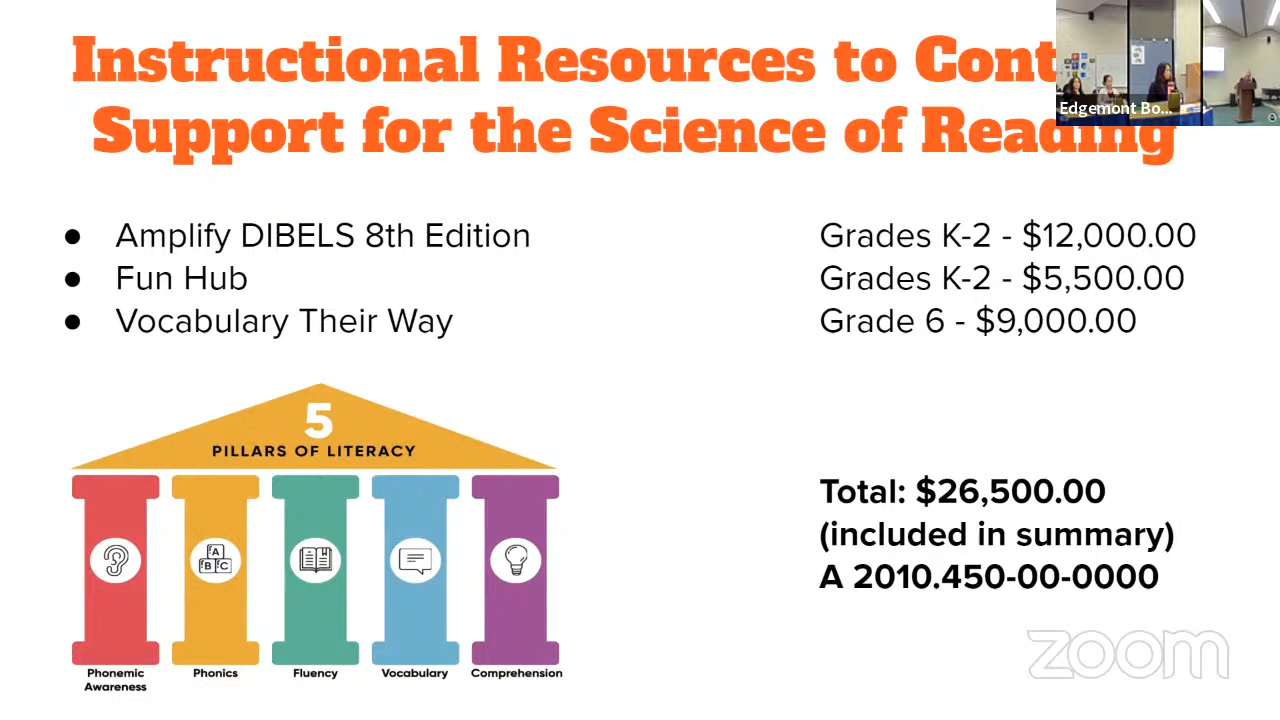 Instructional Resources to Cont
Support for the Science of Reading
Edgemont Bo...
● Amplify DIBELS 8th Edition
● Fun Hub
● Vocabulary Their Way
Grades K-2 - $12,000.00
Grades K-2 - $5,500.00
Grade 6 - $9,000.00
5
PILLARS OF LITERACY
A
B C
Phonemic
Awareness
Phonics
Fluency
Vocabulary
Comprehension
Total: $26,500.00
(included in summary)
A 2010.450-00-0000
zoom